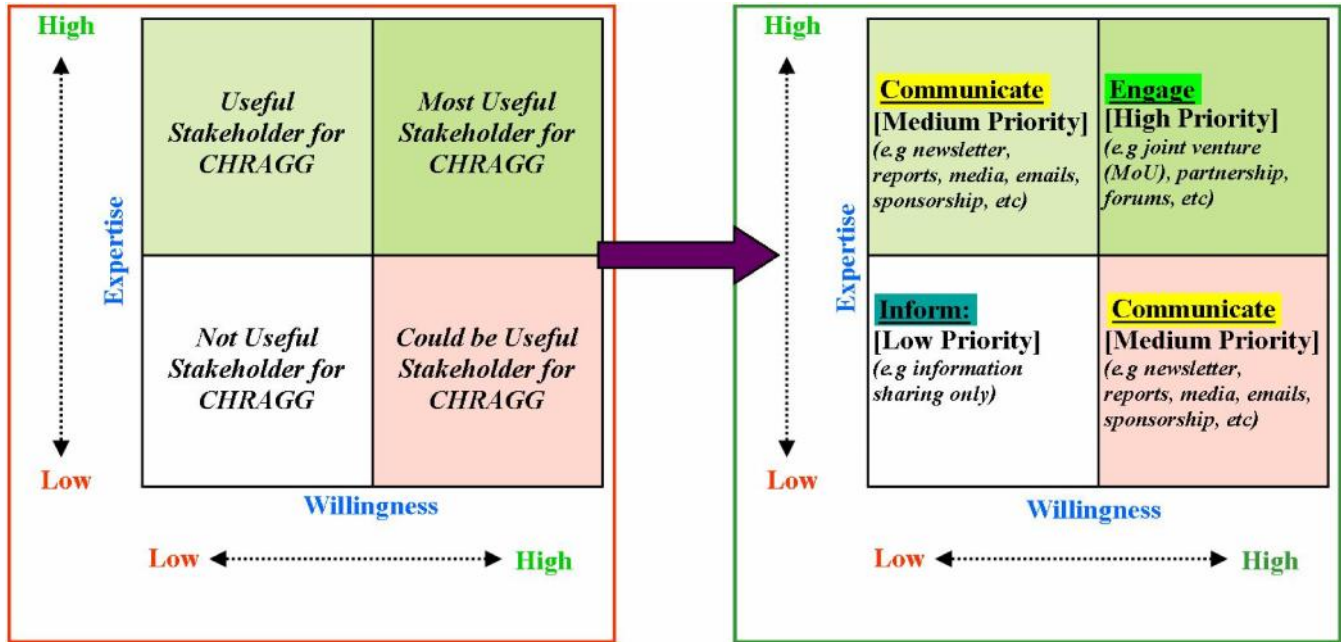 High
Useful
Stakeholder for
CHRAGG
Most Useful
Stakeholder for
CHRAGG
Expertise
Not Useful
Stakeholder for
CHRAGG
Could be Useful
Stakeholder for
CHRAGG
Low
Willingness
Low
High
High
Communicate
[Medium Priority]
(e.g newsletter,
reports, media, emails,
sponsorship, etc)
Engage
[High Priority]
(e.g joint venture
(MoU), partnership,
forums, etc)
Expertise
Inform:
[Low Priority]
(e.g information
sharing only)
Communicate
[Medium Priority]
(e.g newsletter,
reports, media, emails,
sponsorship, etc)
Low
Willingness
Low
High